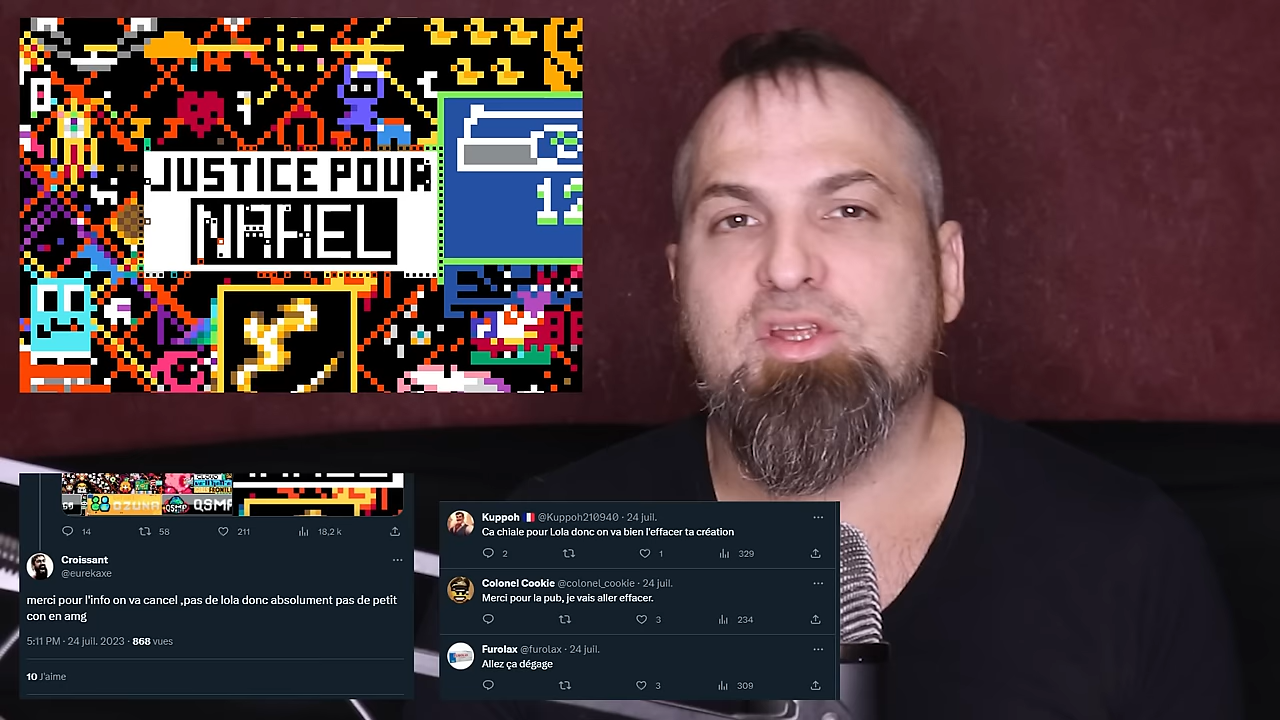 JUSTICE POUR
NAHEL
12
OZUNA
QSMP
QSM
14
58
211
18,2 k
Croissant
@eurekaxe
merci pour l'info on va cancel ,pas de lola donc absolument pas de petit
con en amg
5:11 PM · 24 juil. 2023 · 868 vues
10 J'aime
Kuppoh @Kuppoh210940 · 24 juil.
Ca chiale pour Lola donc on va bien l'effacer ta création
2
1
329
Colonel Cookie @colonel_cookie · 24 juil.
Merci pour la pub, je vais aller effacer.
3
234
Furolax @furolax · 24 juil.
Allez ça dégage
3
309